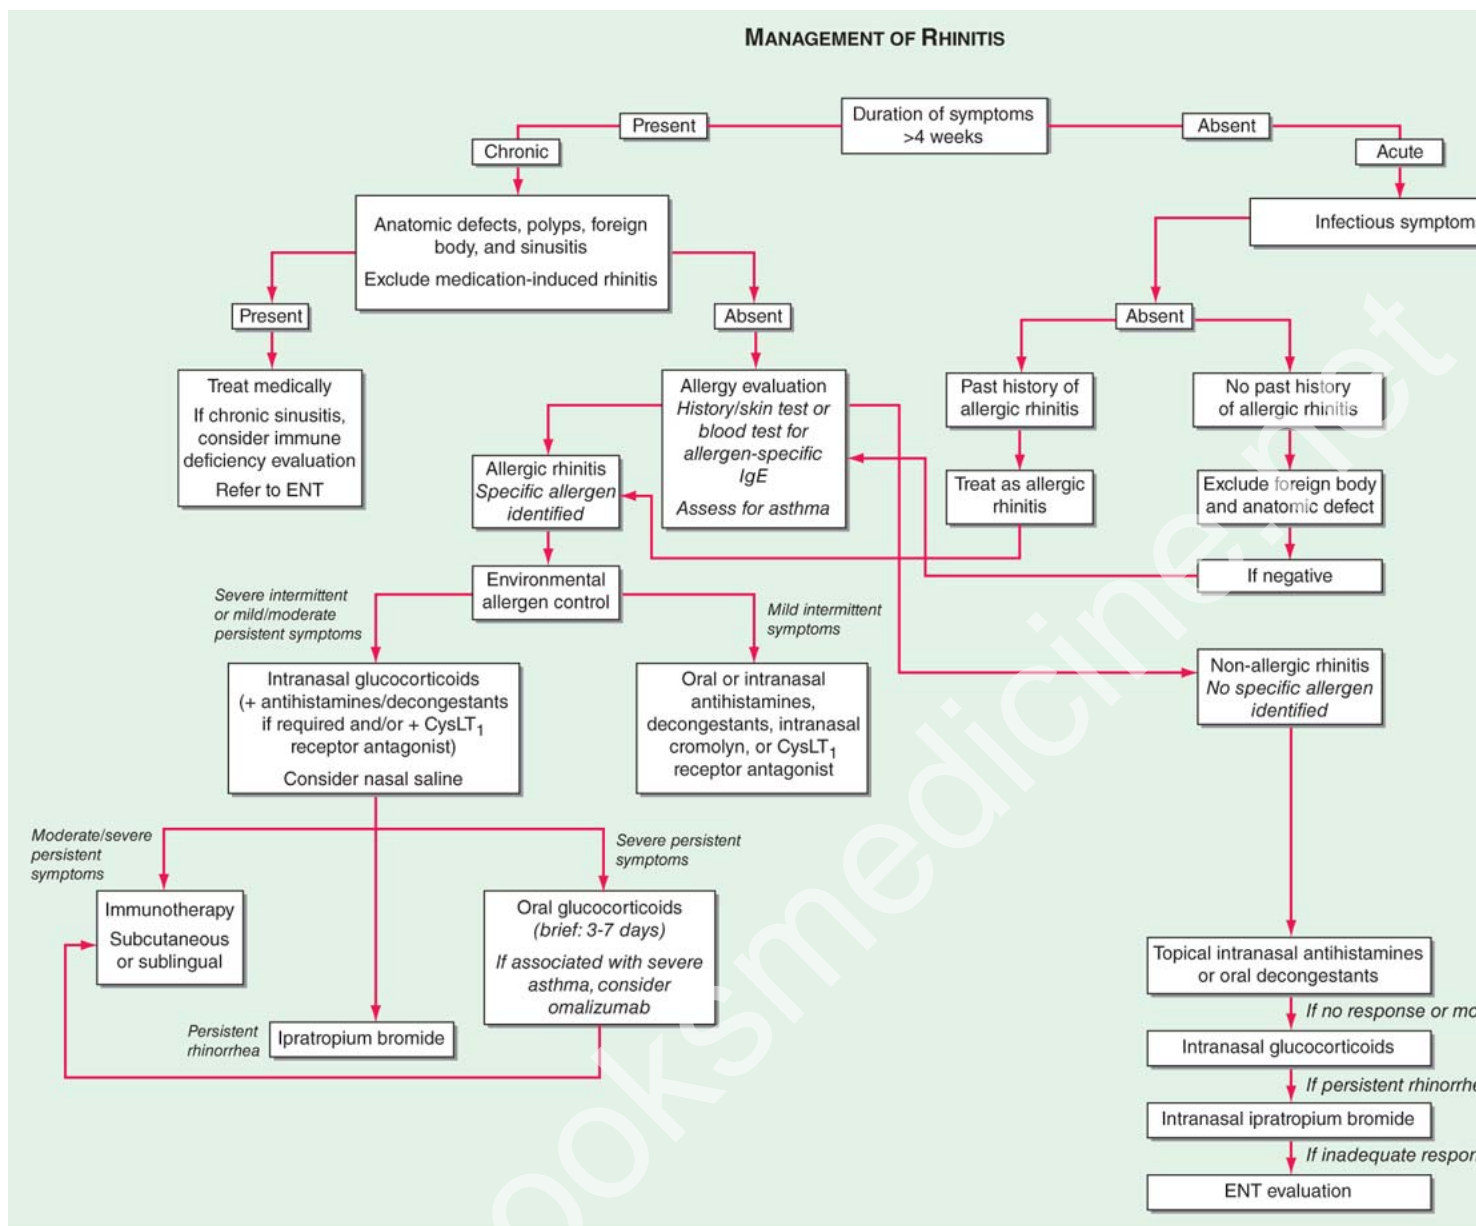 MANAGEMENT OF RHINITIS
Duration of symptoms
>4 weeks
Present
Absent
Chronic
Acute
Anatomic defects, polyps, foreign
body, and sinusitis
Exclude medication-induced rhinitis
Infectious symptom
Present
Absent
Absent
Treat medically
If chronic sinusitis,
consider immune
deficiency evaluation
Refer to ENT
Allergy evaluation
History/skin test or
blood test for
allergen-specific
IgE
Assess for asthma
Past history of
allergic rhinitis
No past history
of allergic rhinitis
Allergic rhinitis
Specific allergen
identified
Treat as allergic
rhinitis
Exclude foreign body
and anatomic defect
If negative
Environmental
allergen control
Severe intermittent
or mild/moderate
persistent symptoms
Mild intermittent
symptoms
Intranasal glucocorticoids
(+ antihistamines/decongestants
if required and/or + CysLT1
receptor antagonist)
Consider nasal saline
Oral or intranasal
antihistamines,
decongestants, intranasal
cromolyn, or CysLT1
receptor antagonist
Non-allergic rhinitis
No specific allergen
identified
Moderate/severe
persistent
symptoms
Severe persistent
symptoms
Immunotherapy
Subcutaneous
or sublingual
Oral glucocorticoids
(brief: 3-7 days)
If associated with severe
asthma, consider
omalizumab
Persistent
rhinorrhea
Ipratropium bromide
Topical intranasal antihistamines
or oral decongestants
If no response or mo
Intranasal glucocorticoids
If persistent rhinorrhe
Intranasal ipratropium bromide
If inadequate respon
ENT evaluation
ooksmedicine.net